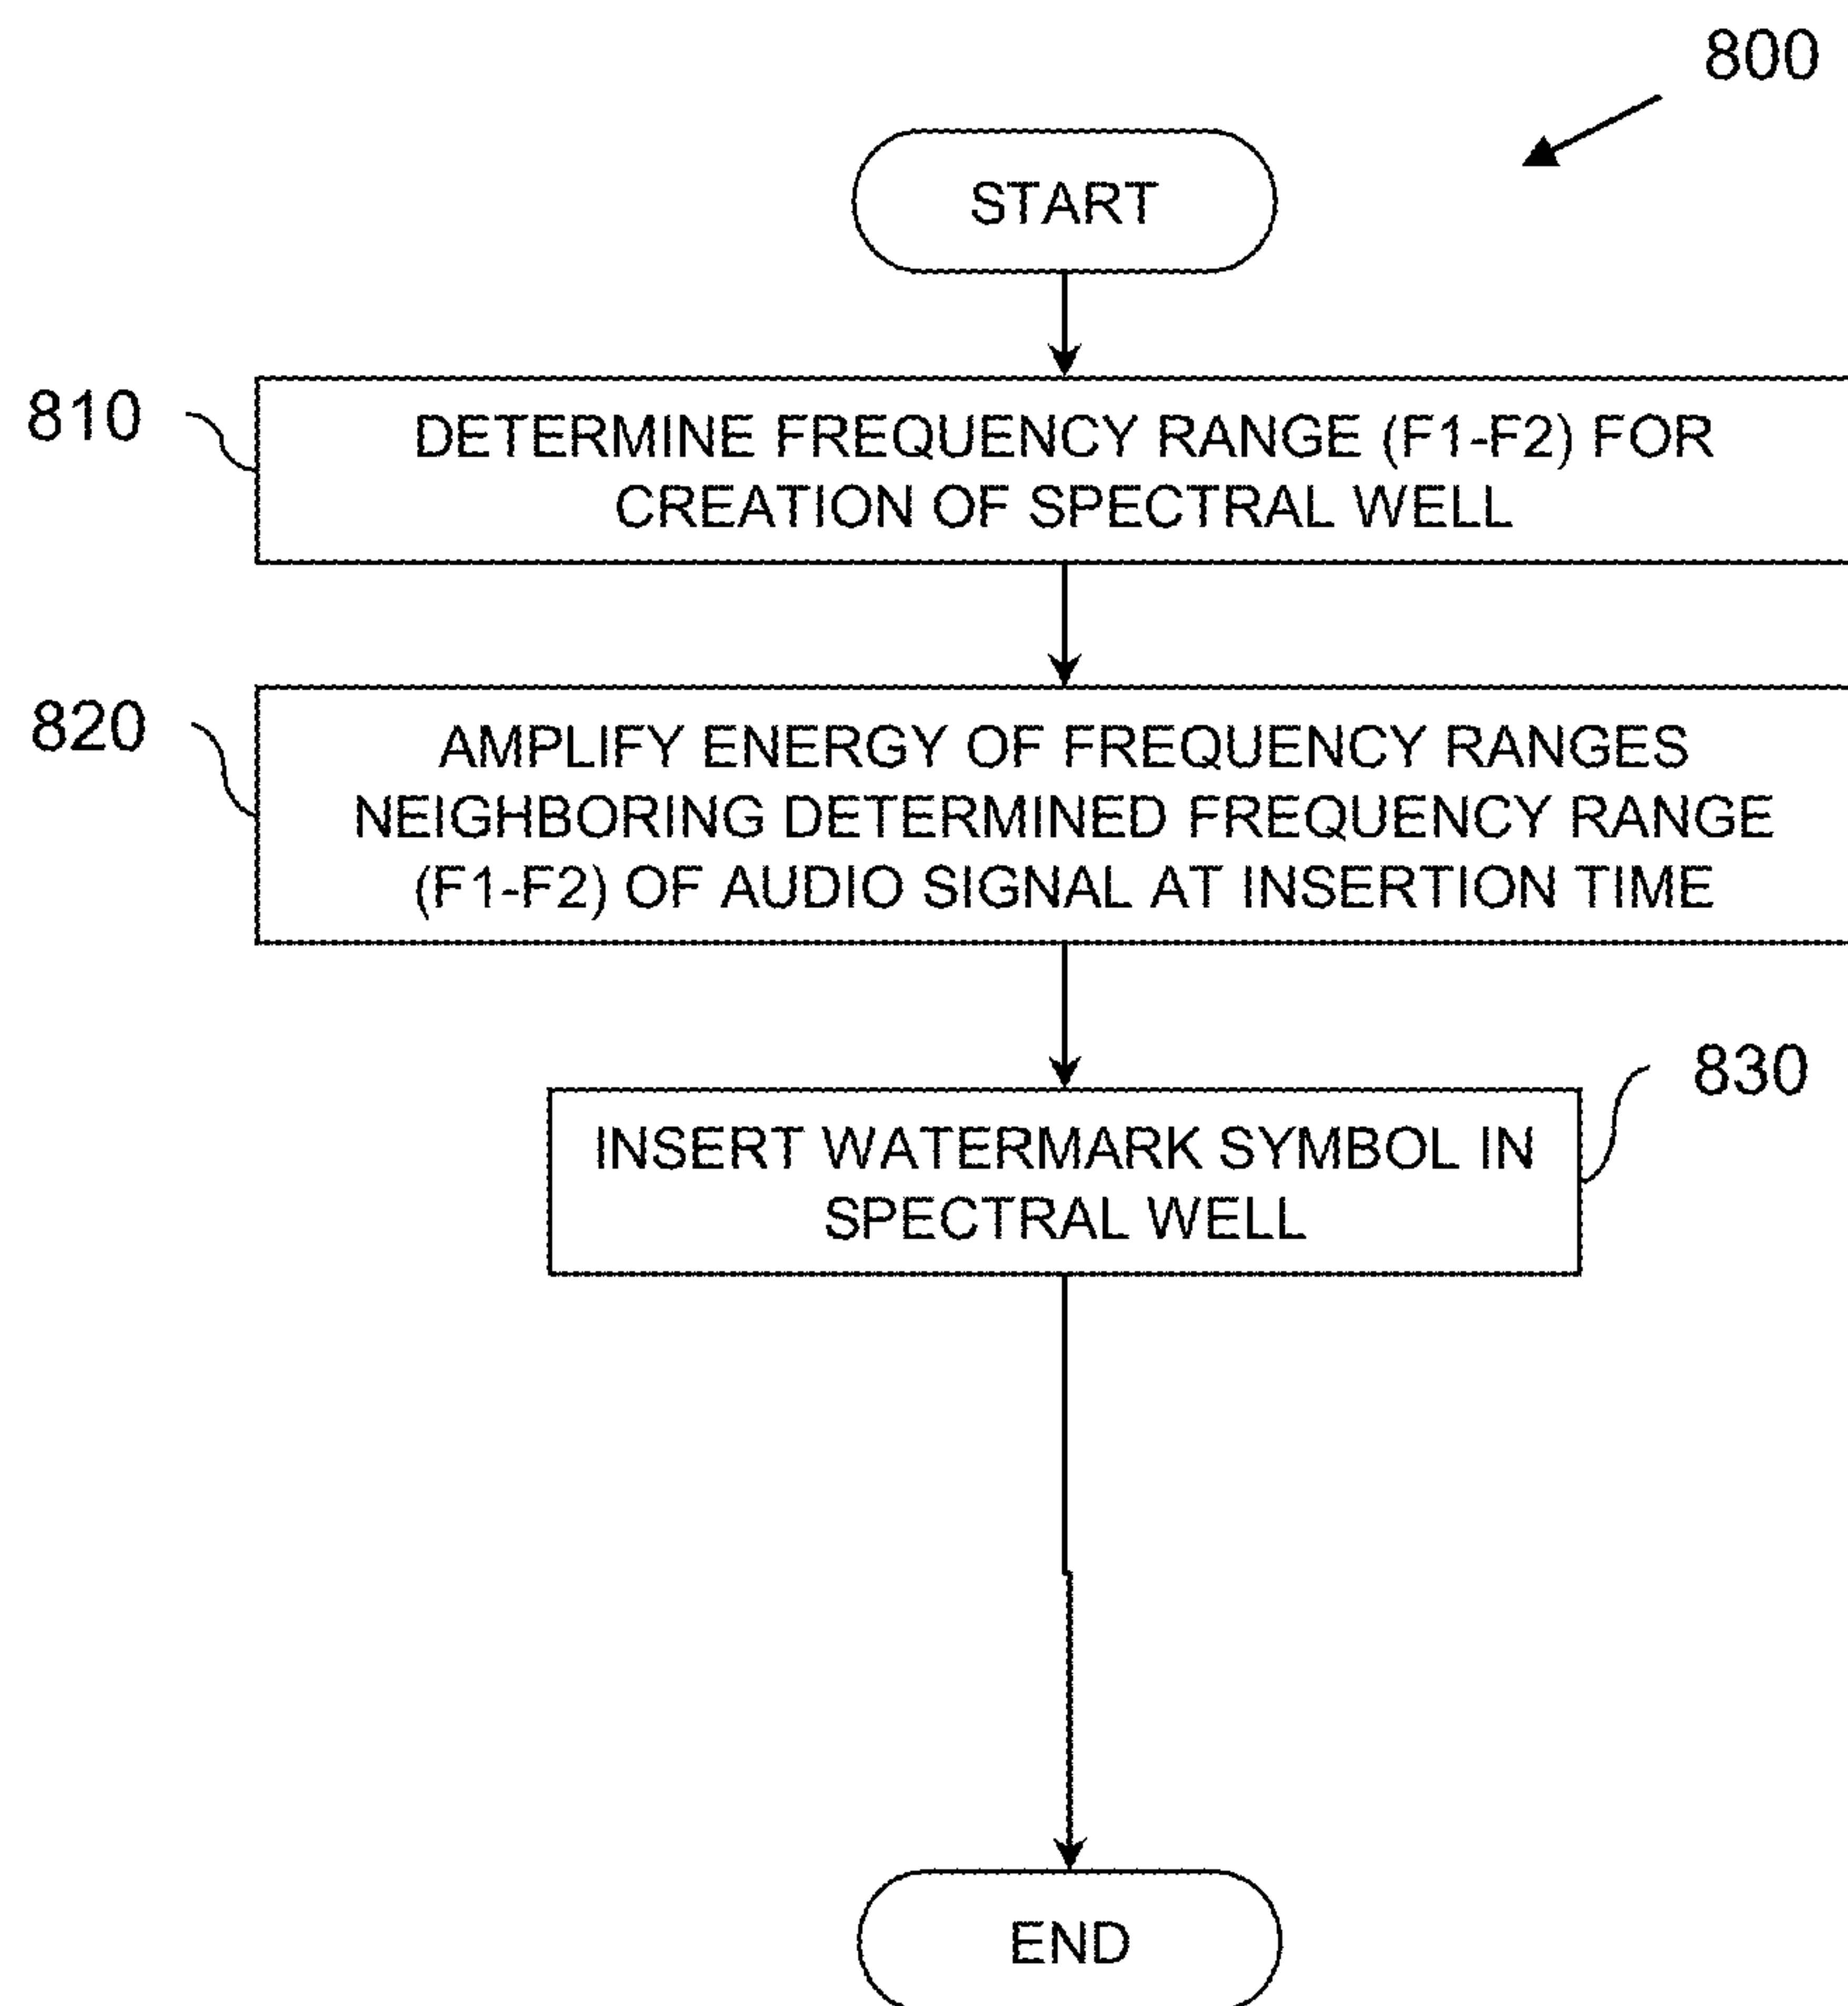 800
START
810
DETERMINE FREQUENCY RANGE (F1-F2) FOR
CREATION OF SPECTRAL WELL
820
AMPLIFY ENERGY OF FREQUENCY RANGES
NEIGHBORING DETERMINED FREQUENCY RANGE
(F1-F2) OF AUDIO SIGNAL AT INSERTION TIME
830
INSERT WATERMARK SYMBOL IN
SPECTRAL WELL
END